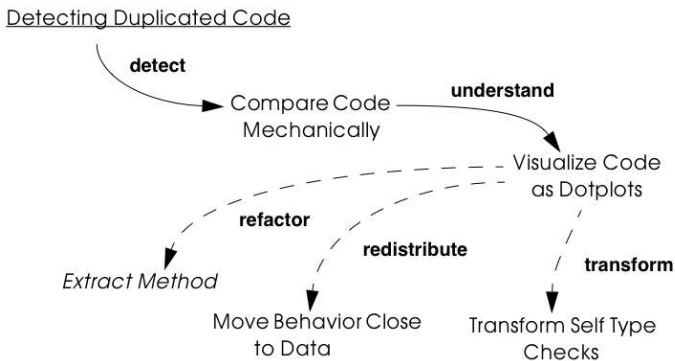 Detecting Duplicated Code
detect
understand
Compare Code
Mechanically
Visualize Code
as Dotplots
refactor
redistribute
transform
Extract Method
Move Behavior Close
to Data
Transform Self Type
Checks